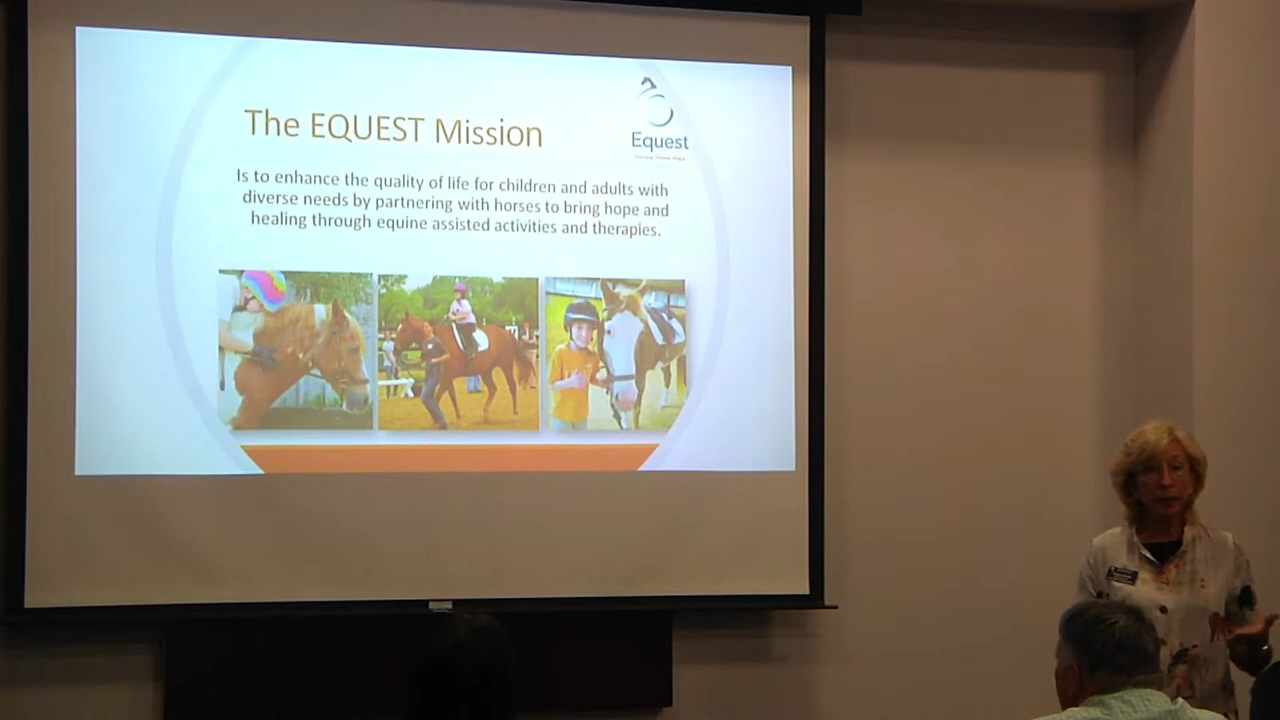 The EQUEST Mission
Equest
Is to enhance the quality of life for children and adults with
diverse needs by partnering with horses to bring hope and
healing through equine assisted activities and therapies.